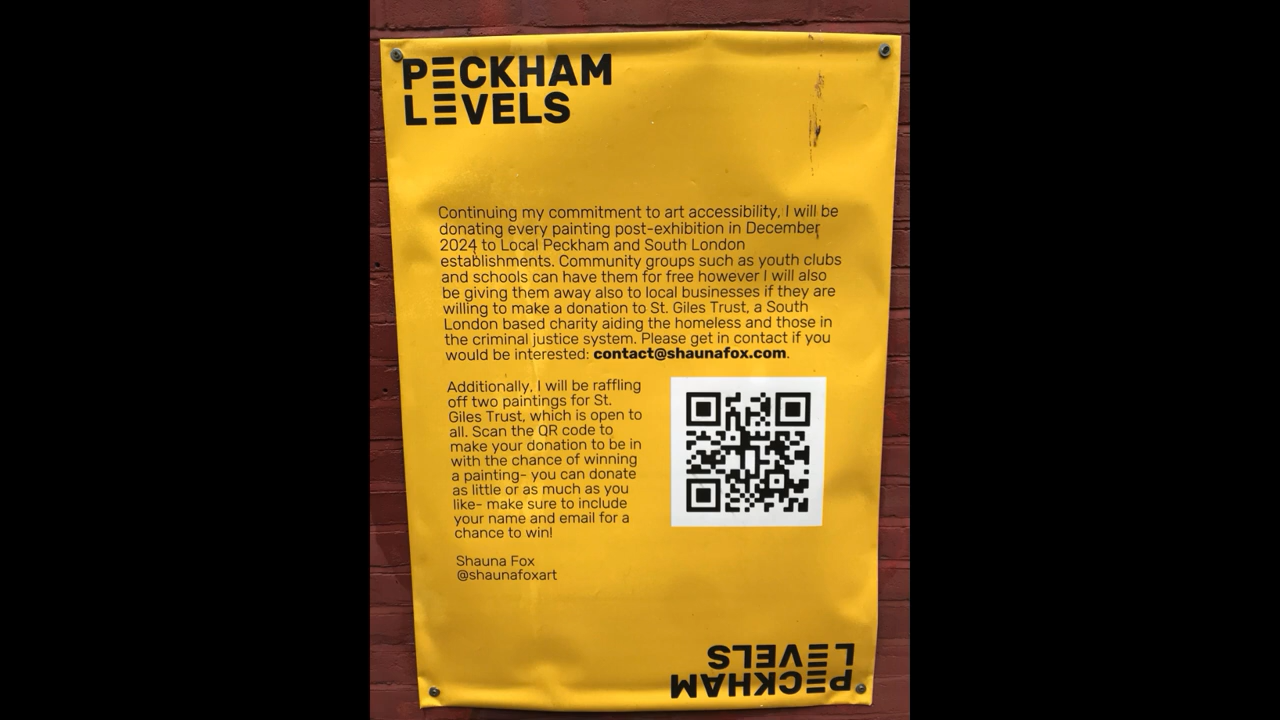 PECKHAM
LEVELS
Continuing my commitment to art accessibility, I will be
donating every painting post-exhibition in December
2024 to Local Peckham and South London
establishments. Community groups such as youth clubs
and schools can have them for free however I will also
be giving them away also to local businesses if they are
willing to make a donation to St. Giles Trust, a South
London based charity aiding the homeless and those in
the criminal justice system. Please get in contact if you
would be interested: contact@shaunafox.com.
Additionally, I will be raffling
off two paintings for St.
Giles Trust, which is open to
all. Scan the QR code to
make your donation to be in
with the chance of winning
a painting- you can donate
as little or as much as you
like- make sure to include
your name and email for a
chance to win!
Shauna Fox
@shaunafoxart
PECKHAM
LEVELS